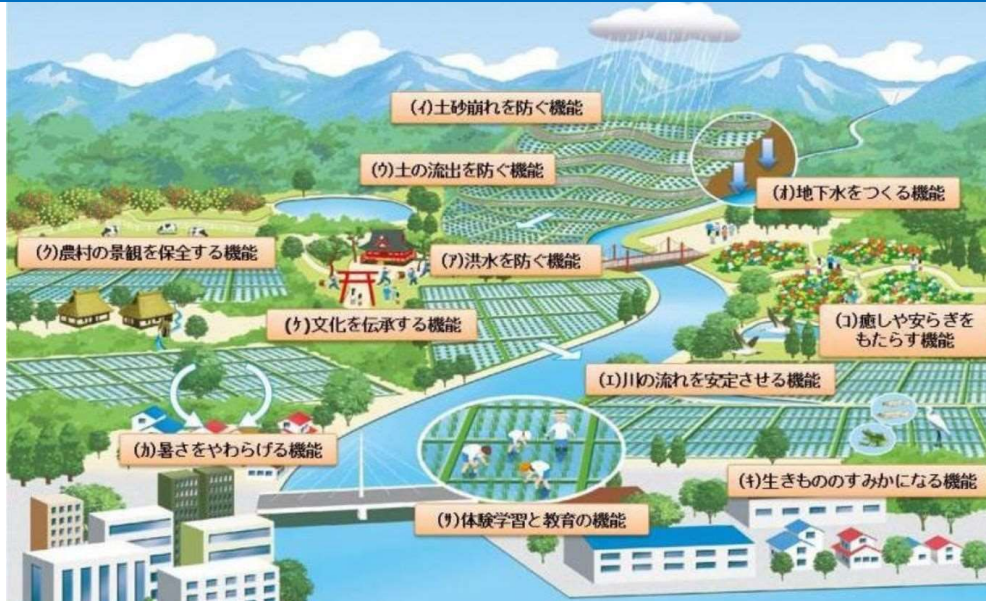 (イ)土砂崩れを防ぐ機能
(ウ)土の流出を防ぐ機能
(オ)地下水をつくる機能
(ク)農村の景観を保全する機能
(ア)洪水を防ぐ機能
(ケ)文化を伝承する機能
(コ)癒しや安らぎを
もたらす機能
(エ)川の流れを安定させる機能
(カ)暑さをやわらげる機能
(キ)生きもののすみかになる機能
(サ)体験学習と教育の機能